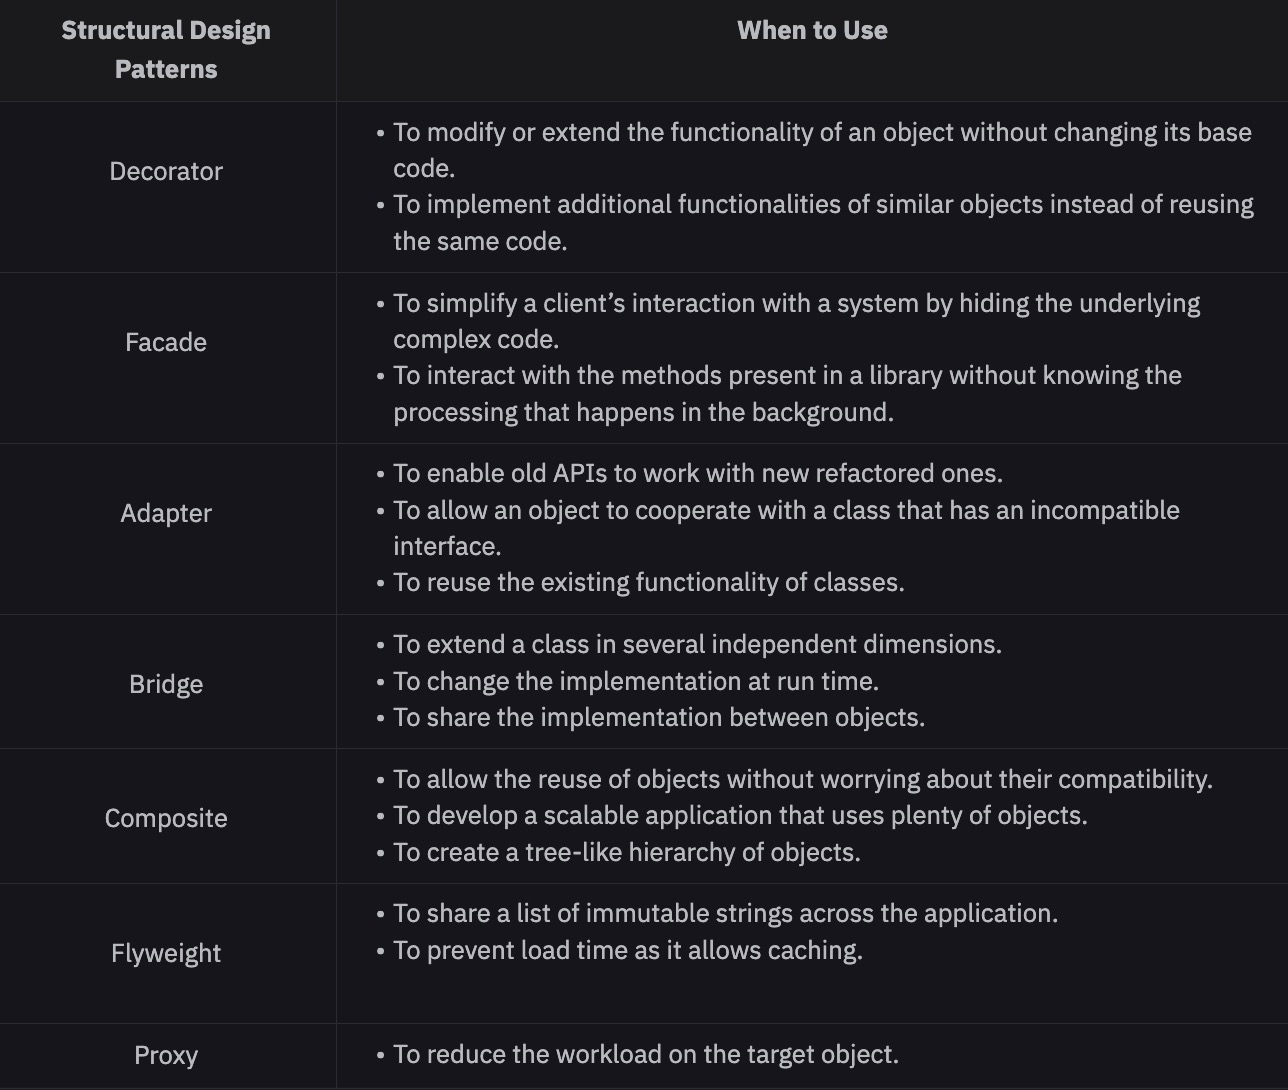 Structural Design
Patterns
When to Use
Decorator
• To modify or extend the functionality of an object without changing its base
code.
• To implement additional functionalities of similar objects instead of reusing
the same code.
Facade
• To simplify a client’s interaction with a system by hiding the underlying
complex code.
• To interact with the methods present in a library without knowing the
processing that happens in the background.
Adapter
• To enable old APIs to work with new refactored ones.
• To allow an object to cooperate with a class that has an incompatible
interface.
• To reuse the existing functionality of classes.
Bridge
• To extend a class in several independent dimensions.
• To change the implementation at run time.
• To share the implementation between objects.
Composite
• To allow the reuse of objects without worrying about their compatibility.
• To develop a scalable application that uses plenty of objects.
• To create a tree-like hierarchy of objects.
Flyweight
• To share a list of immutable strings across the application.
• To prevent load time as it allows caching.
Proxy
• To reduce the workload on the target object.